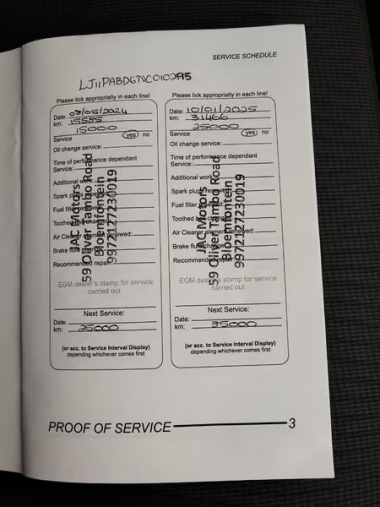 SERVICE SCHEDULE
LJ11PABD6NC010295
Please tick appropriately in each line!
Date: 03/05/2024
km: 15555
15000
Service yes no
Oil change service:
Time of performance dependant
Service:
Additional work
Spark plugs
Fuel filter
Toothed
Air Cleaner
Brake fluid
Recommended repair
JAC Motors
59 Oliver Tambo Road
Bloemfontein
9972127230019
EGM dealer's stamp for service
carried out
Next Service:
Date:
km: 25000
(or acc. to Service Interval Display)
depending whichever comes first
Please tick appropriately in each line!
Date: 10/01/2025
km: 31466
25000
Service yes no
Oil change service:
Time of performance dependant
Service:
Additional work
Spark plugs
Fuel filter
Toothed
Air Cleaner
Brake fluid
Recommended repair
JAC Motors
59 Oliver Tambo Road
Bloemfontein
9972127230019
EGM dealer's stamp for service
carried out
Next Service:
Date:
km: 35000
(or acc. to Service Interval Display)
depending whichever comes first
PROOF OF SERVICE 3